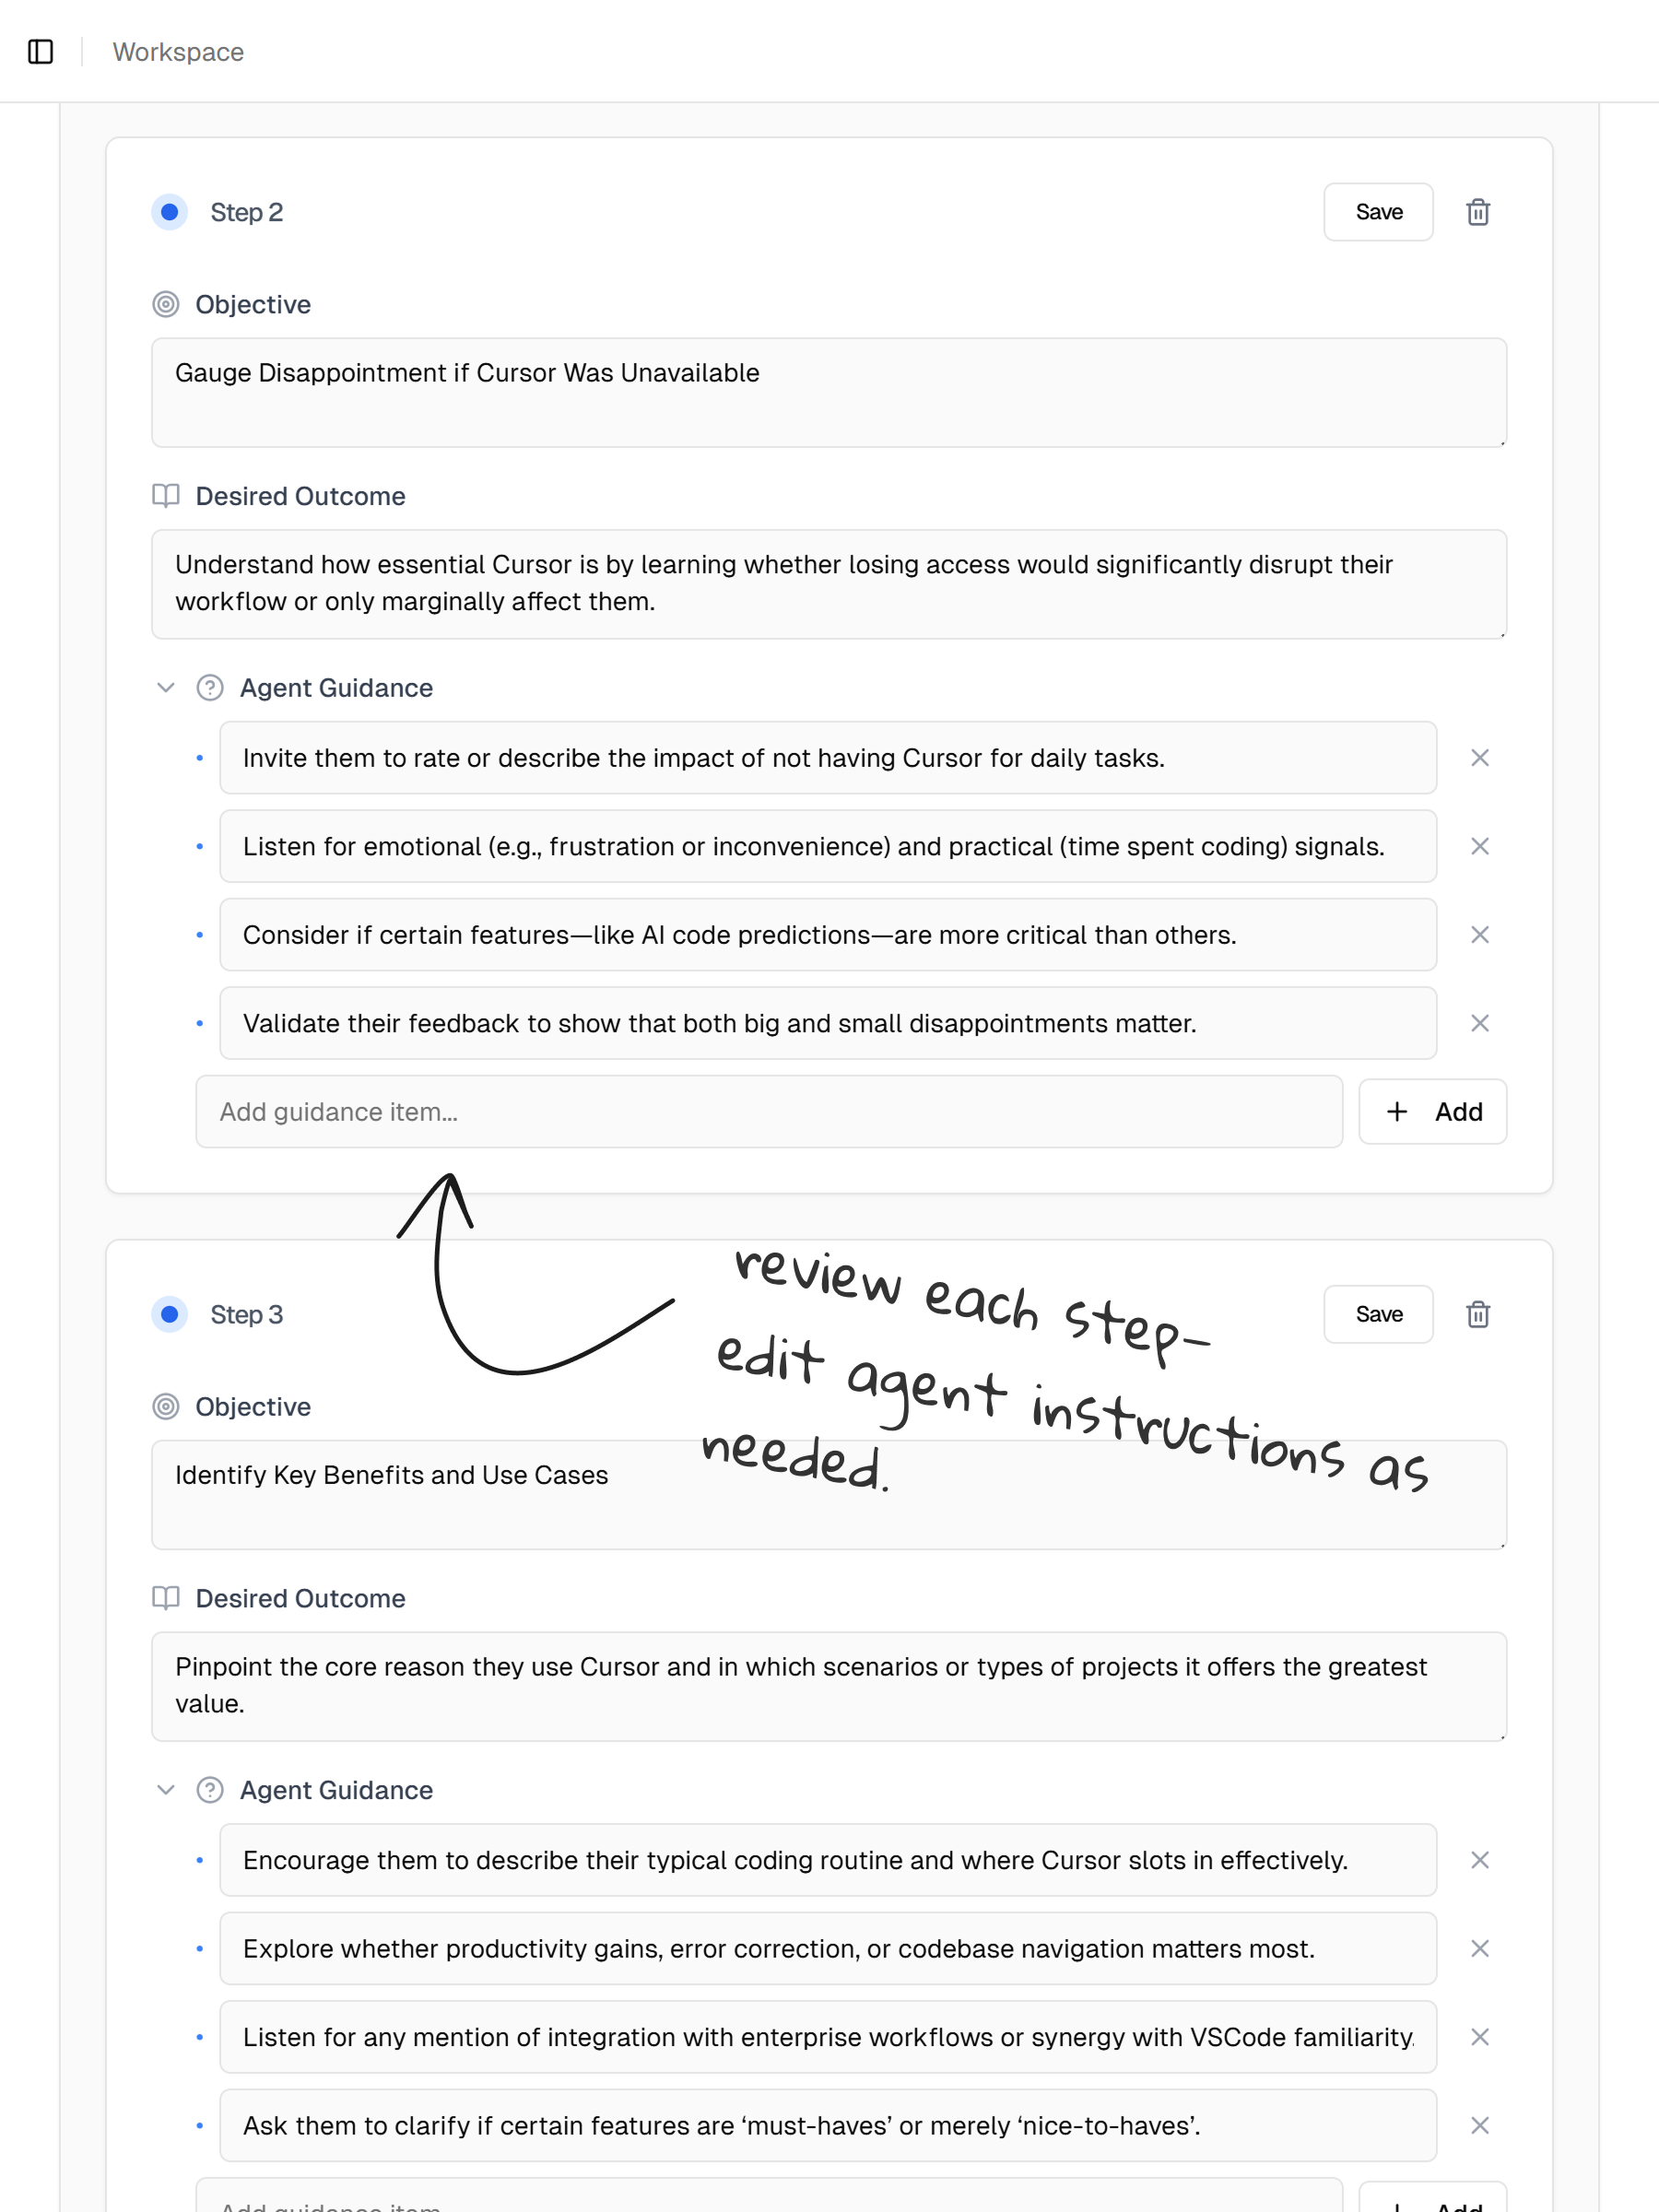 Workspace
Step 2
Save
Objective
Gauge Disappointment if Cursor Was Unavailable
Desired Outcome
Understand how essential Cursor is by learning whether losing access would significantly disrupt their
workflow or only marginally affect them.
Agent Guidance
Invite them to rate or describe the impact of not having Cursor for daily tasks.
Listen for emotional (e.g., frustration or inconvenience) and practical (time spent coding) signals.
Consider if certain features—like AI code predictions—are more critical than others.
Validate their feedback to show that both big and small disappointments matter.
Add guidance item...
Add
review each step-
edit agent instructions as
needed.
Step 3
Save
Objective
Identify Key Benefits and Use Cases
Desired Outcome
Pinpoint the core reason they use Cursor and in which scenarios or types of projects it offers the greatest
value.
Agent Guidance
Encourage them to describe their typical coding routine and where Cursor slots in effectively.
Explore whether productivity gains, error correction, or codebase navigation matters most.
Listen for any mention of integration with enterprise workflows or synergy with VSCode familiarity.
Ask them to clarify if certain features are ‘must-haves’ or merely ‘nice-to-haves’.
Add guidance item
Add